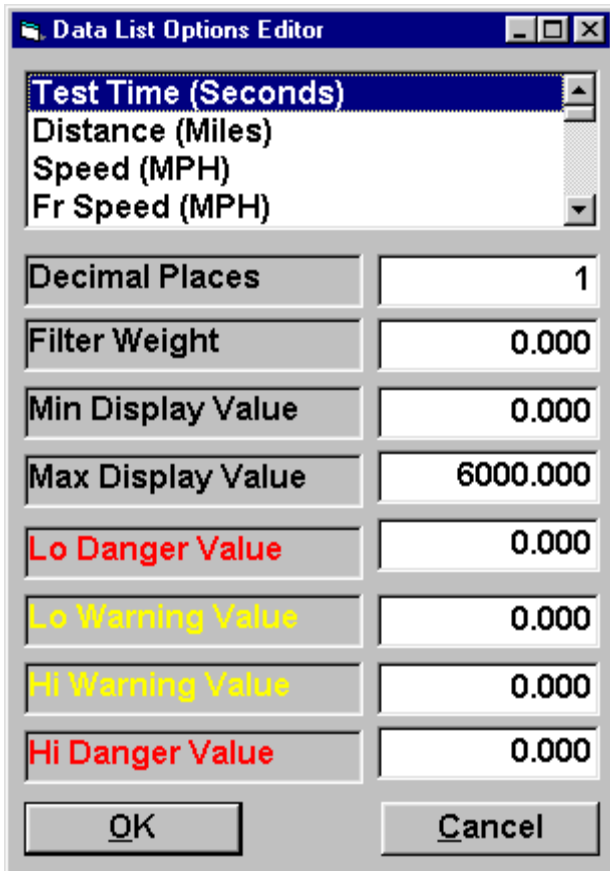 Data List Options Editor
Test Time (Seconds)
Distance (Miles)
Speed (MPH)
Fr Speed (MPH)
Decimal Places 1
Filter Weight 0.000
Min Display Value 0.000
Max Display Value 6000.000
Lo Danger Value 0.000
Lo Warning Value 0.000
Hi Warning Value 0.000
Hi Danger Value 0.000
OK Cancel